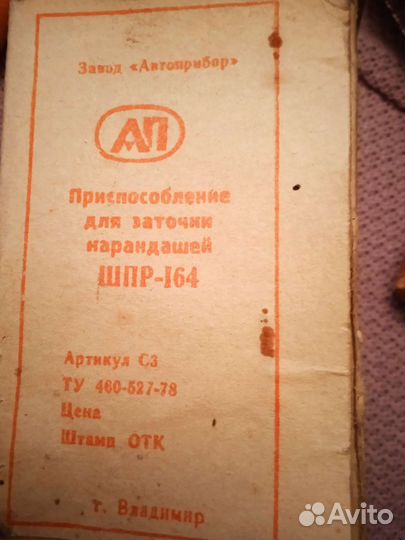 Завод «Автоприбор»
АП
Приспособление
для заточки
карандашей
ШПР-164
Артикул С3
ТУ 460-527-78
Цена
Штамп ОТК
г. Владимир
Avito